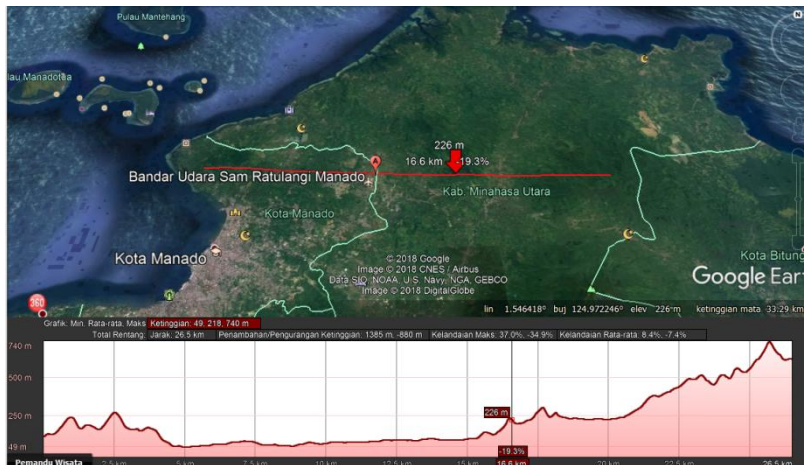 Pulau Mantehang
N
lau Manadotua
A
226 m
16.6 km -19.3%
Bandar Udara Sam Ratulangi Manado
Kab. Minahasa Utara
Kota Manado
Kota Manado
Kota Bitung
© 2018 Google
Image © 2018 CNES / Airbus
Data SIO, NOAA, U.S. Navy, NGA, GEBCO
Image © 2018 DigitalGlobe
Google Eart
360
lin 1.546418° buj 124.972246° elev 226 m ketinggian mata 33.29 km
Grafik: Min. Rata-rata, Maks Ketinggian: 49, 218, 740 m
Total Rentang: Jarak: 26.5 km Penambahan/Pengurangan Ketinggian: 1385 m, -880 m Kelandaian Maks: 37.0%, -34.9% Kelandaian Rata-rata: 8.4%, -7.4%
740 m
500 m
250 m
226 m
49 m
-19.3%
Pemandu Wisata
2.5 km 5 km 7.5 km 10 km 12.5 km 15 km 16.6 km 20 km 22.5 km 26.5 km